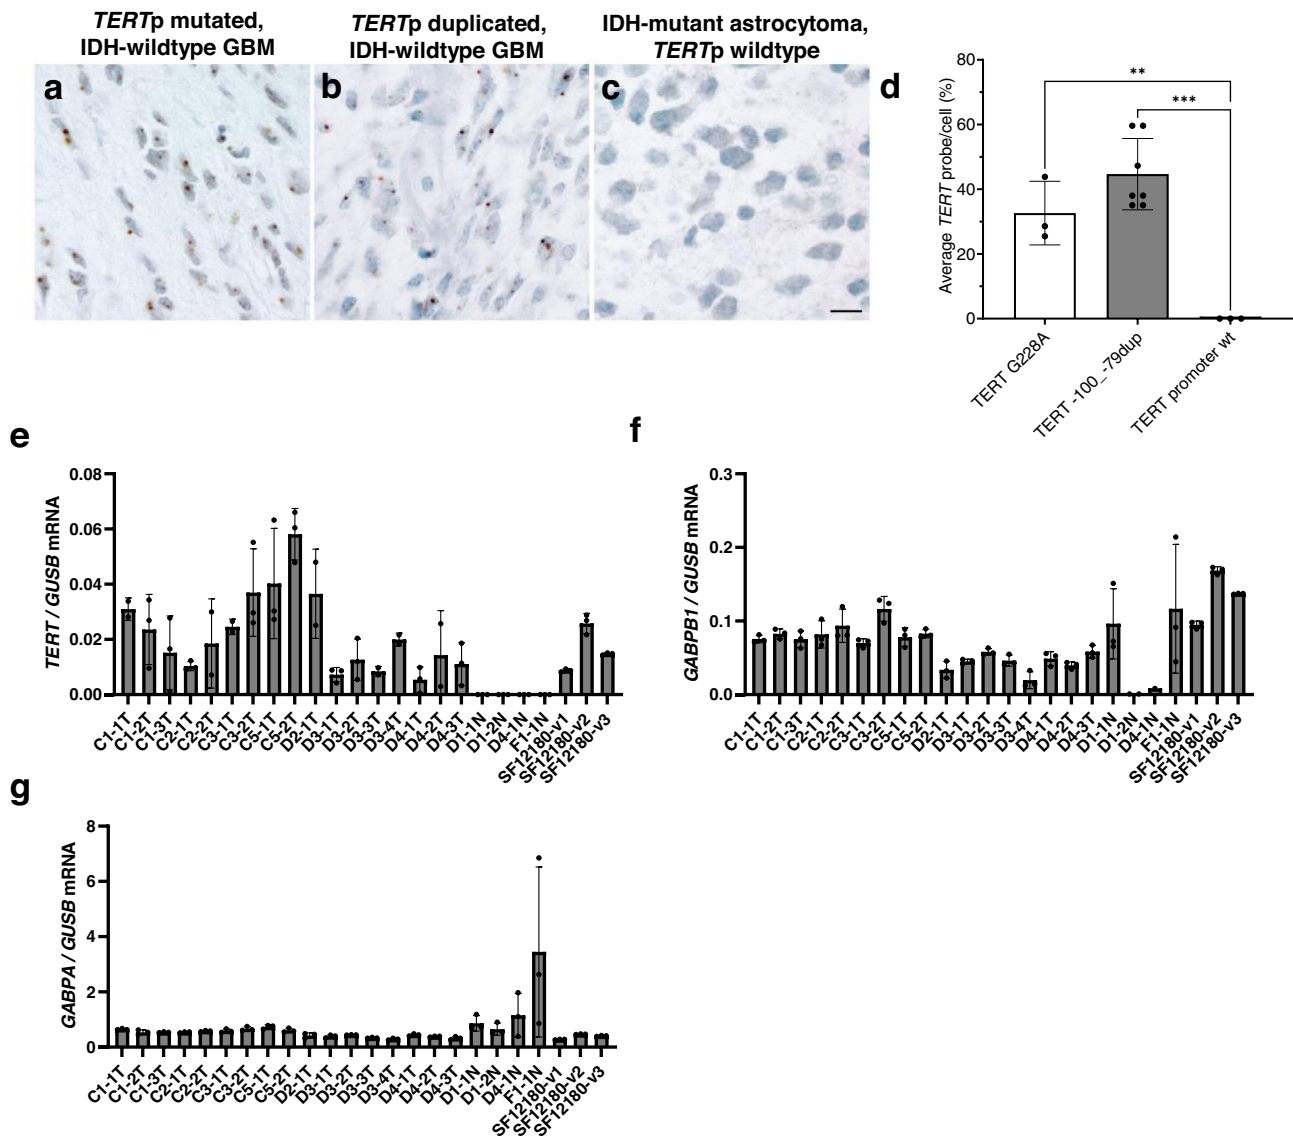 TERTp mutated,
IDH-wildtype GBM
TERTp duplicated,
IDH-wildtype GBM
IDH-mutant astrocytoma,
TERTp wildtype
a
b
c
d
Average TERT probe/cell (%)
80
60
40
20
0
**
***
TERT G228A
TERT -100_-79dup
TERT promoter wt
e
TERT / GUSB mRNA
0.08
0.06
0.04
0.02
0.00
C1-1T
C1-2T
C1-3T
C2-1T
C2-2T
C3-1T
C3-2T
C5-1T
C5-2T
D2-1T
D3-1T
D3-2T
D3-3T
D3-4T
D4-1T
D4-2T
D4-3T
D1-1N
D1-2N
D4-1N
F1-1N
SF12180-v1
SF12180-v2
SF12180-v3
f
GABPB1 / GUSB mRNA
0.3
0.2
0.1
0.0
C1-1T
C1-2T
C1-3T
C2-1T
C2-2T
C3-1T
C3-2T
C5-1T
C5-2T
D2-1T
D3-1T
D3-2T
D3-3T
D3-4T
D4-1T
D4-2T
D4-3T
D1-1N
D1-2N
D4-1N
F1-1N
SF12180-v1
SF12180-v2
SF12180-v3
g
GABPA / GUSB mRNA
8
6
4
2
0
C1-1T
C1-2T
C1-3T
C2-1T
C2-2T
C3-1T
C3-2T
C5-1T
C5-2T
D2-1T
D3-1T
D3-2T
D3-3T
D3-4T
D4-1T
D4-2T
D4-3T
D1-1N
D1-2N
D4-1N
F1-1N
SF12180-v1
SF12180-v2
SF12180-v3